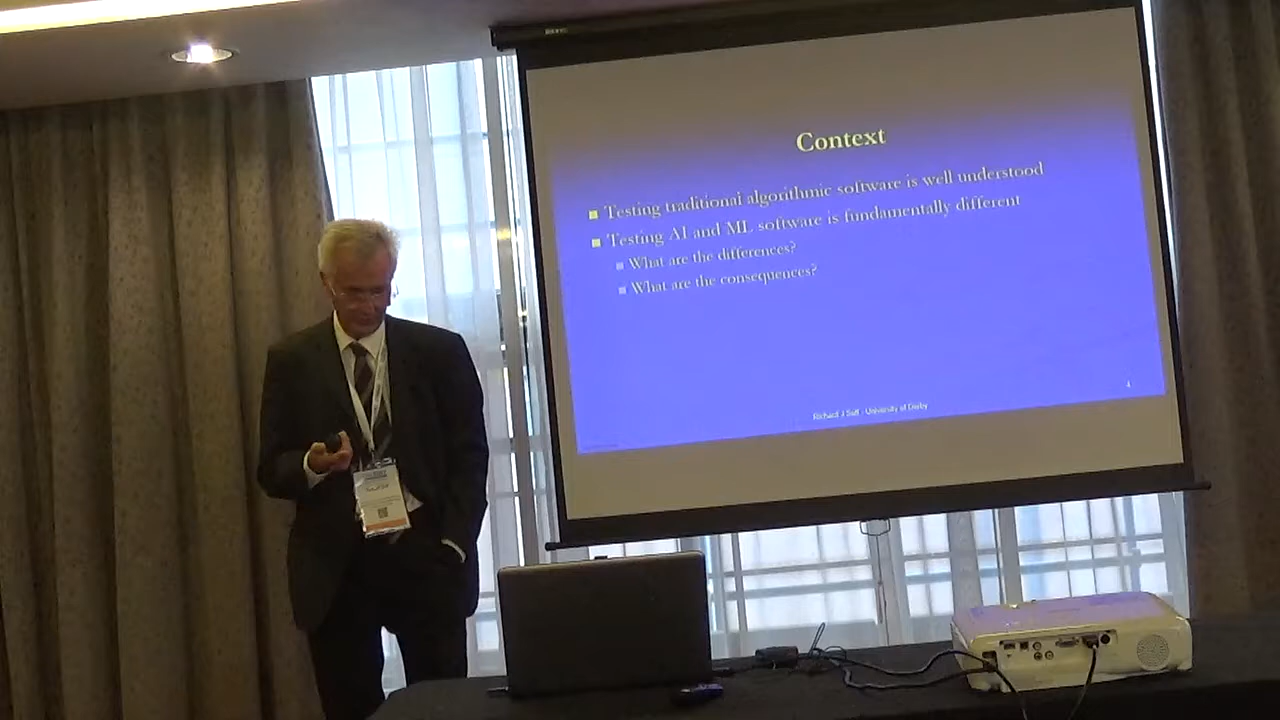 Context
Testing traditional algorithmic software is well understood
Testing AI and ML software is fundamentally different
What are the differences?
What are the consequences?
4
Richard J Self - University of Derby